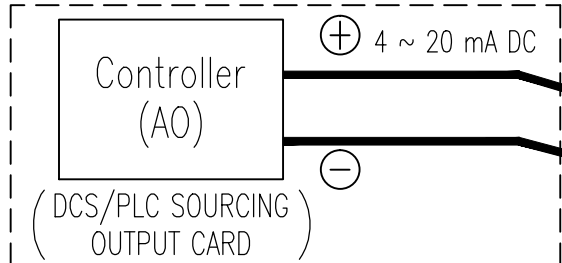 ⊕ 4 ~ 20 mA DC
Controller
(AO)
⊖
(DCS/PLC SOURCING
OUTPUT CARD)